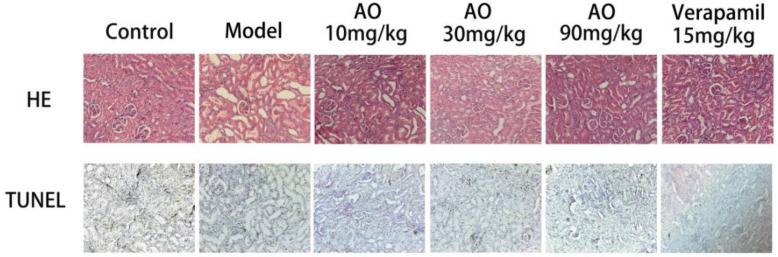 Control
Model
AO
10mg/kg
AO
30mg/kg
AO
90mg/kg
Verapamil
15mg/kg
HE
TUNEL